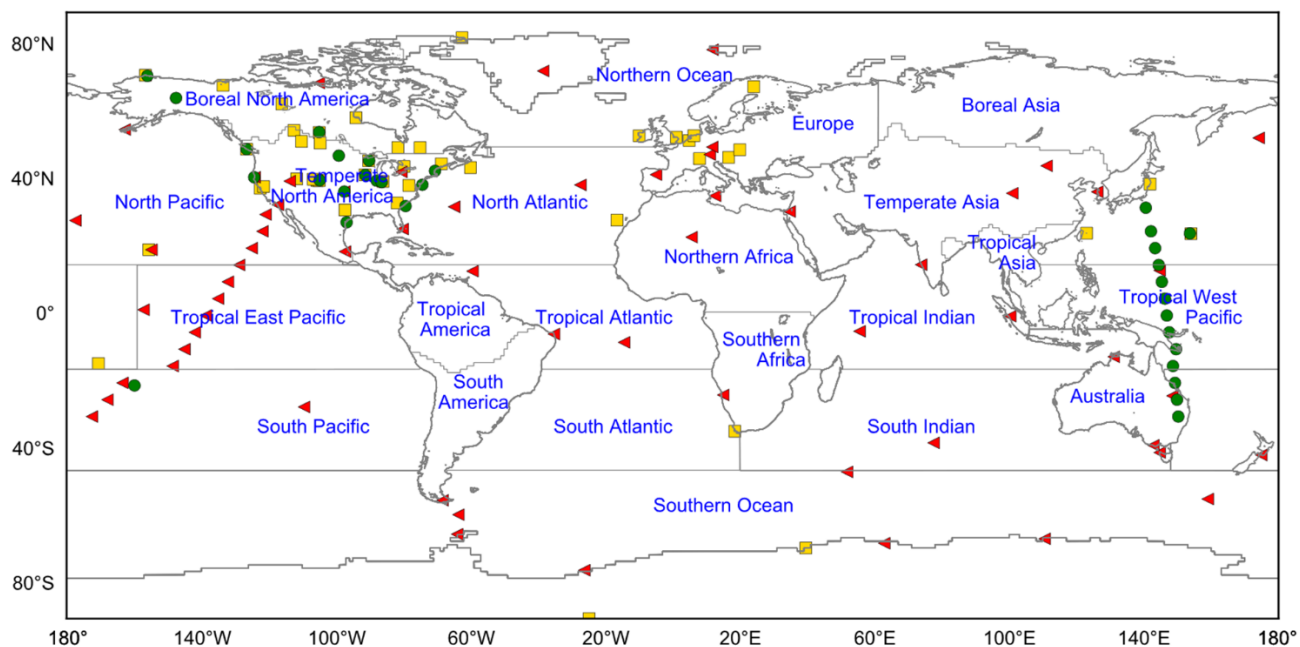 80°N
Northern Ocean
Boreal North America
Boreal Asia
Europe
40°N
Temperate
North America
North Pacific
North Atlantic
Temperate Asia
Tropical
Asia
Northern Africa
0°
Tropical East Pacific
Tropical
America
Tropical Atlantic
Southern
Africa
Tropical Indian
Tropical West
Pacific
South
America
Australia
South Pacific
South Atlantic
South Indian
40°S
Southern Ocean
80°S
180°
140°W
100°W
60°W
20°W
20°E
60°E
100°E
140°E
180°